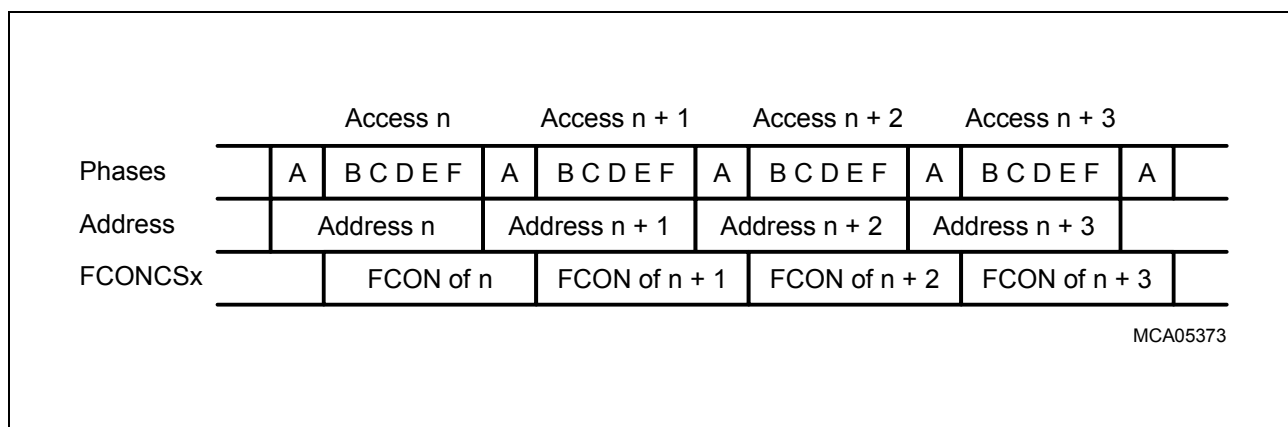 Access n Access n + 1 Access n + 2 Access n + 3
Phases A B C D E F A B C D E F A B C D E F A B C D E F A
Address Address n Address n + 1 Address n + 2 Address n + 3
FCONCSx FCON of n FCON of n + 1 FCON of n + 2 FCON of n + 3
MCA05373